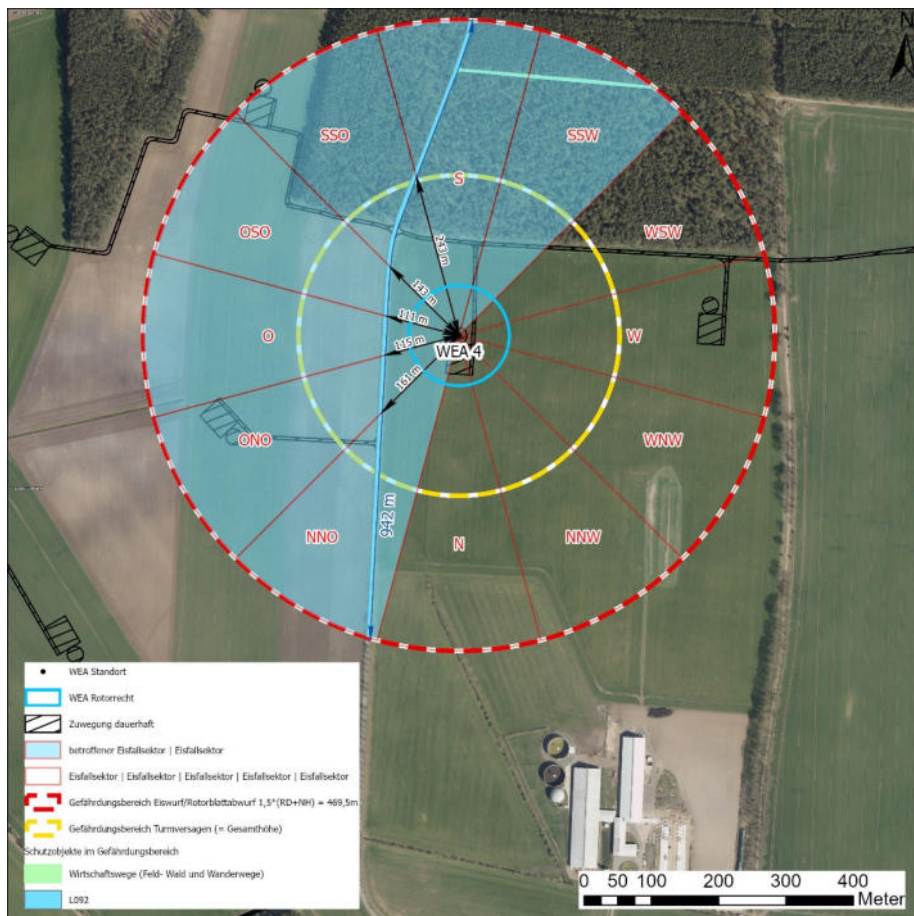 N
SSO
SSW
S
OSO
WSW
243 m
143 m
O
111 m
W
115 m
WEA 4
161 m
ONO
WNW
942 m
NNO
N
NNW
WEA Standort
WEA Rotorrecht
Zuwegung dauerhaft
betroffener Eisfallsektor | Eisfallsektor
Eisfallsektor | Eisfallsektor | Eisfallsektor | Eisfallsektor | Eisfallsektor
Gefährdungsbereich Eiswurf/Rotorblattabwurf 1,5*(RD+NH) = 469,5m
Gefährdungsbereich Turmversagen (= Gesamthöhe)
Schutzobjekte im Gefährdungsbereich
Wirtschaftswege (Feld- Wald und Wanderwege)
L092
0 50 100 200 300 400
Meter